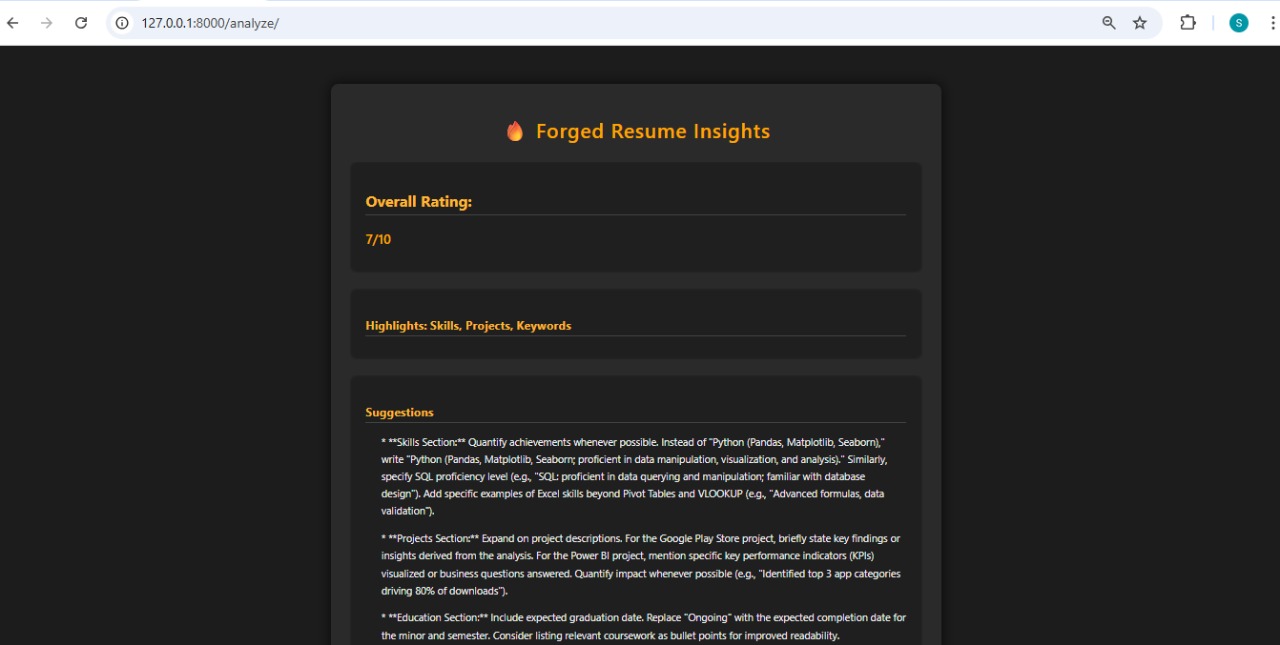 127.0.0.1:8000/analyze/
S
Forged Resume Insights
Overall Rating:
7/10
Highlights: Skills, Projects, Keywords
Suggestions
* **Skills Section:** Quantify achievements whenever possible. Instead of "Python (Pandas, Matplotlib, Seaborn),"
write "Python (Pandas, Matplotlib, Seaborn; proficient in data manipulation, visualization, and analysis)." Similarly,
specify SQL proficiency level (e.g., "SQL: proficient in data querying and manipulation; familiar with database
design"). Add specific examples of Excel skills beyond Pivot Tables and VLOOKUP (e.g., "Advanced formulas, data
validation").
* **Projects Section:** Expand on project descriptions. For the Google Play Store project, briefly state key findings or
insights derived from the analysis. For the Power BI project, mention specific key performance indicators (KPIs)
visualized or business questions answered. Quantify impact whenever possible (e.g., "Identified top 3 app categories
driving 80% of downloads").
* **Education Section:** Include expected graduation date. Replace "Ongoing" with the expected completion date for
the minor and semester. Consider listing relevant coursework as bullet points for improved readability.